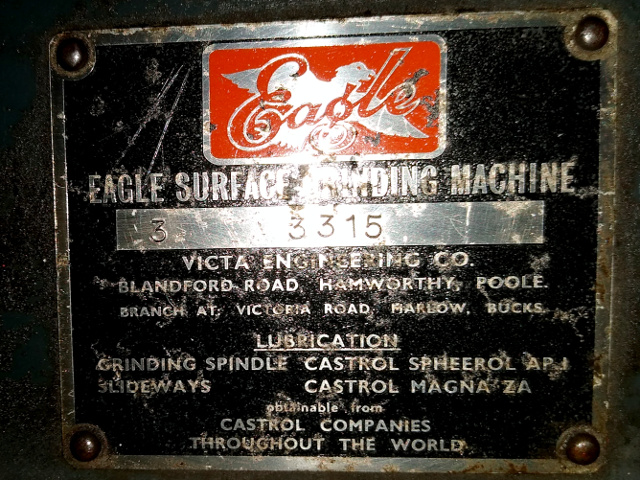 Eagle
EAGLE SURFACE GRINDING MACHINE
3 3315
VICTA ENGINEERING CO.
BLANDFORD ROAD HAMWORTHY, POOLE.
BRANCH AT, VICTORIA ROAD, MARLOW, BUCKS.
LUBRICATION
GRINDING SPINDLE CASTROL SPHEEROL AP.1
SLIDEWAYS CASTROL MAGNA ZA
obtainable from
CASTROL COMPANIES
THROUGHOUT THE WORLD